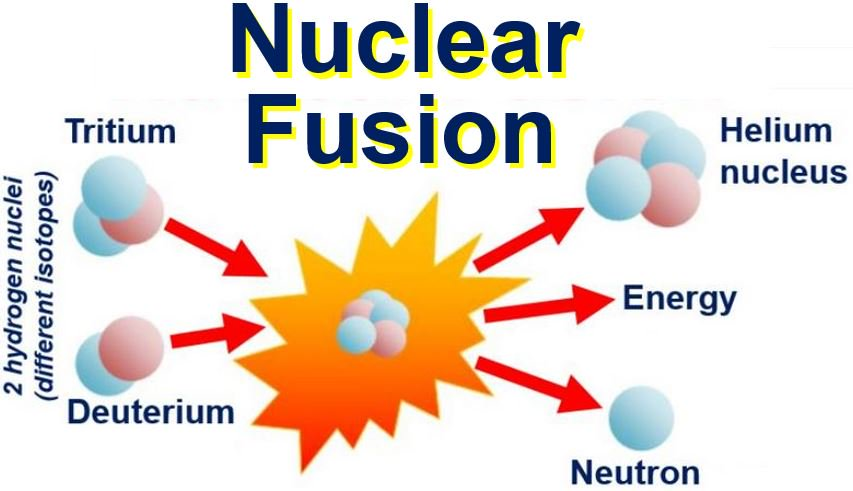 Nuclear
Fusion
Tritium
2 hydrogen nuclei
(different isotopes)
Deuterium
Helium
nucleus
Energy
Neutron